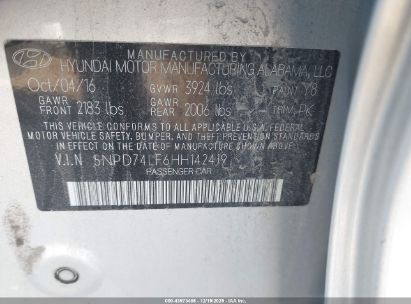 MANUFACTURED BY
HYUNDAI MOTOR MANUFACTURING ALABAMA, LLC
Oct/04/16 GVWR 3924 lbs PAINT Y8
GAWR FRONT 2183 lbs GAWR REAR 2006 lbs TRIM PK
THIS VEHICLE CONFORMS TO ALL APPLICABLE
U.S. FEDERAL MOTOR VEHICLE SAFETY, BUMPER,
AND THEFT PREVENTION STANDARDS IN EFFECT ON
THE DATE OF MANUFACTURE SHOWN ABOVE.
V.I.N 5NPD74LF6HH142419
PASSENGER CAR